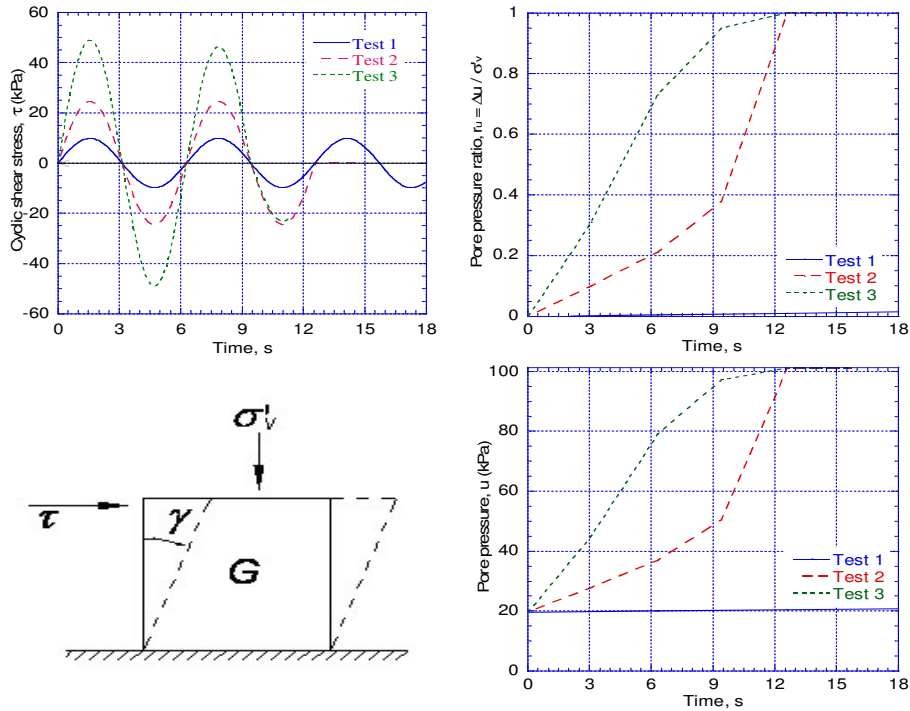 60
40
20
0
-20
-40
-60
0 3 6 9 12 15 18
Cyclic shear stress, τ (kPa)
Time, s
Test 1
Test 2
Test 3
1
0.8
0.6
0.4
0.2
0
0 3 6 9 12 15 18
Pore pressure ratio, rᵤ = Δu / σ'ᵥ
Time, s
Test 1
Test 2
Test 3
σ'ᵥ
τ
γ
G
100
80
60
40
20
0
0 3 6 9 12 15 18
Pore pressure, u (kPa)
Time, s
Test 1
Test 2
Test 3